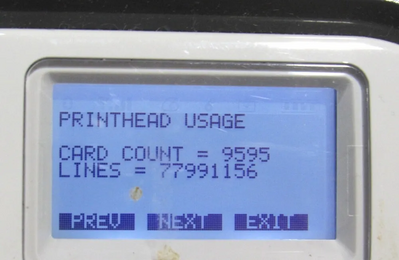 PRINTHEAD USAGE
CARD COUNT = 9595
LINES = 77991156
PREV NEXT EXIT